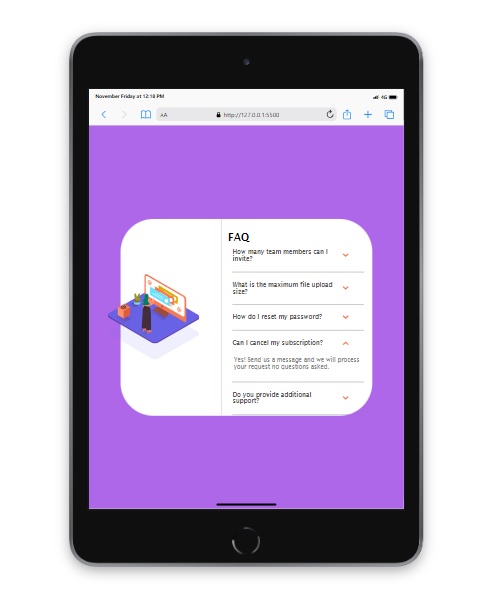 November Friday at 12:18 PM
4G
AA
http://127.0.0.1:5500
FAQ
How many team members can I
invite?
What is the maximum file upload
size?
How do I reset my password?
Can I cancel my subscription?
Yes! Send us a message and we will process
your request no questions asked.
Do you provide additional
support?